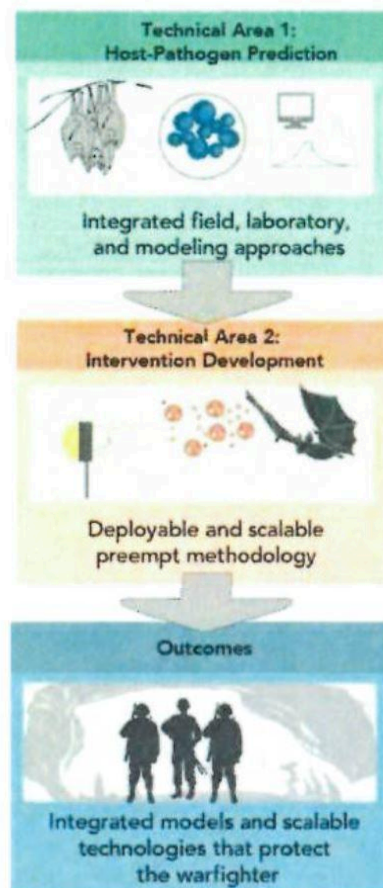 Technical Area 1:
Host-Pathogen Prediction
Integrated field, laboratory,
and modeling approaches
Technical Area 2:
Intervention Development
Deployable and scalable
preempt methodology
Outcomes
Integrated models and scalable
technologies that protect
the warfighter